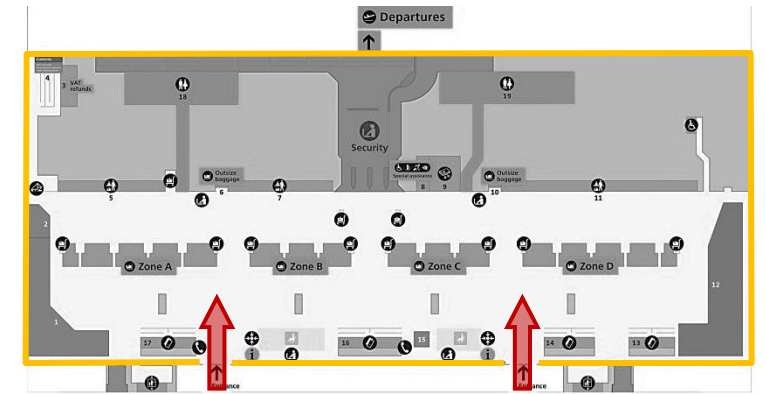 Departures
4
3
VAT
refunds
18
19
Security
Outsize
baggage
Special assistance
Outsize
baggage
5
6
7
8
9
10
11
2
Zone A
Zone B
Zone C
Zone D
12
1
17
16
15
14
13
Entrance
Entrance